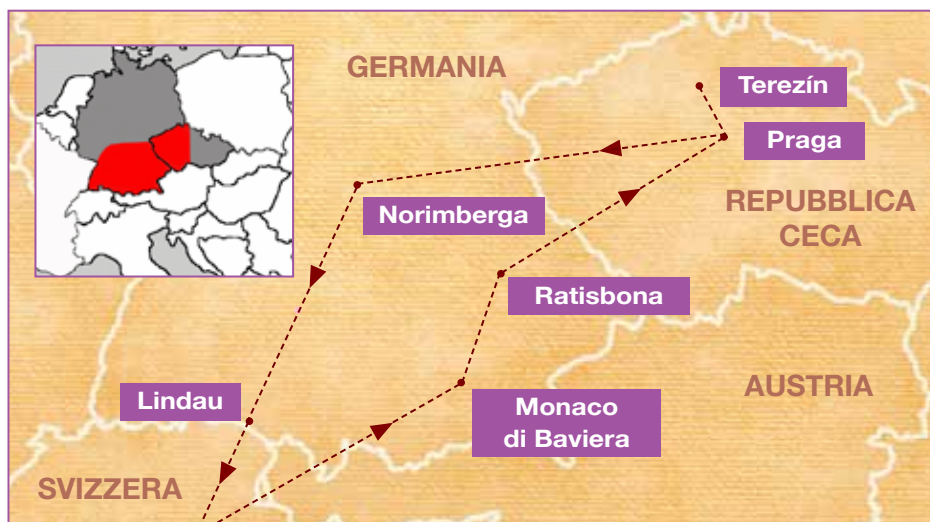 GERMANIA
Terezín
Praga
REPUBBLICA
CECA
Norimberga
Ratisbona
AUSTRIA
Lindau
Monaco
di Baviera
SVIZZERA